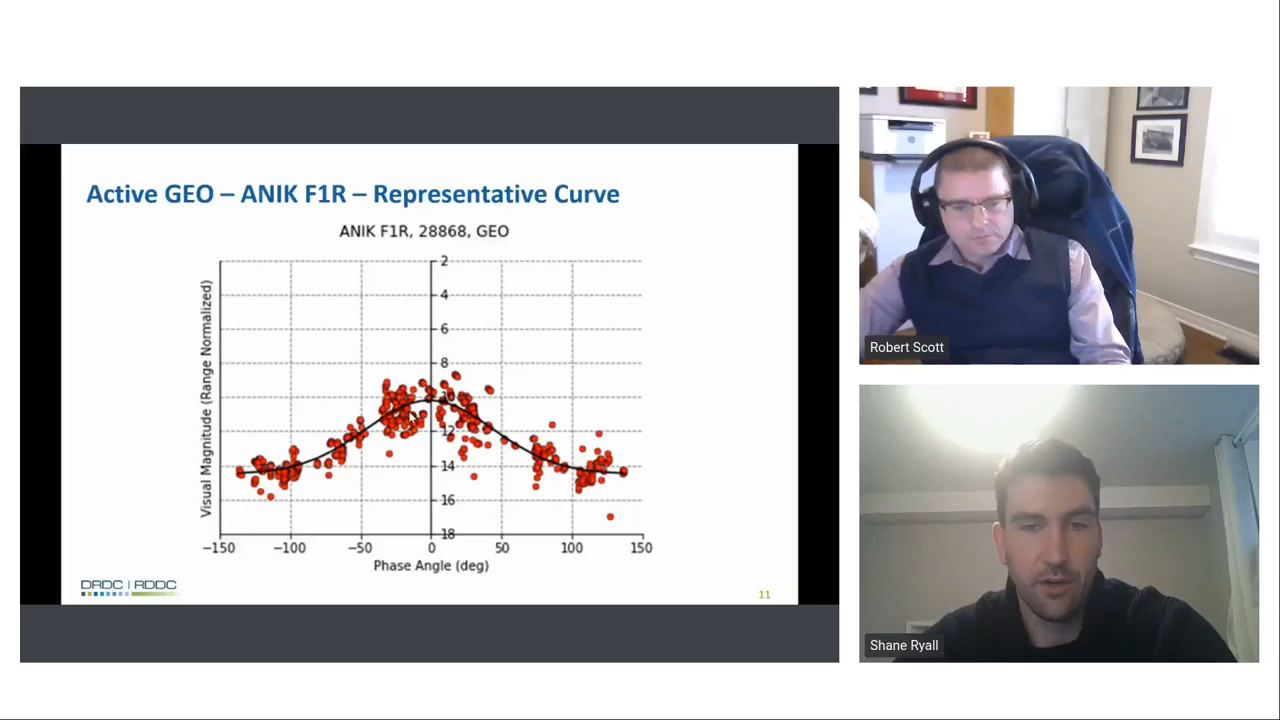 Active GEO – ANIK F1R – Representative Curve
ANIK F1R, 28868, GEO
Visual Magnitude (Range Normalized)
2
4
6
8
10
12
14
16
18
−150
−100
−50
0
50
100
150
Phase Angle (deg)
DRDC | RDDC
11
Robert Scott
Shane Ryall